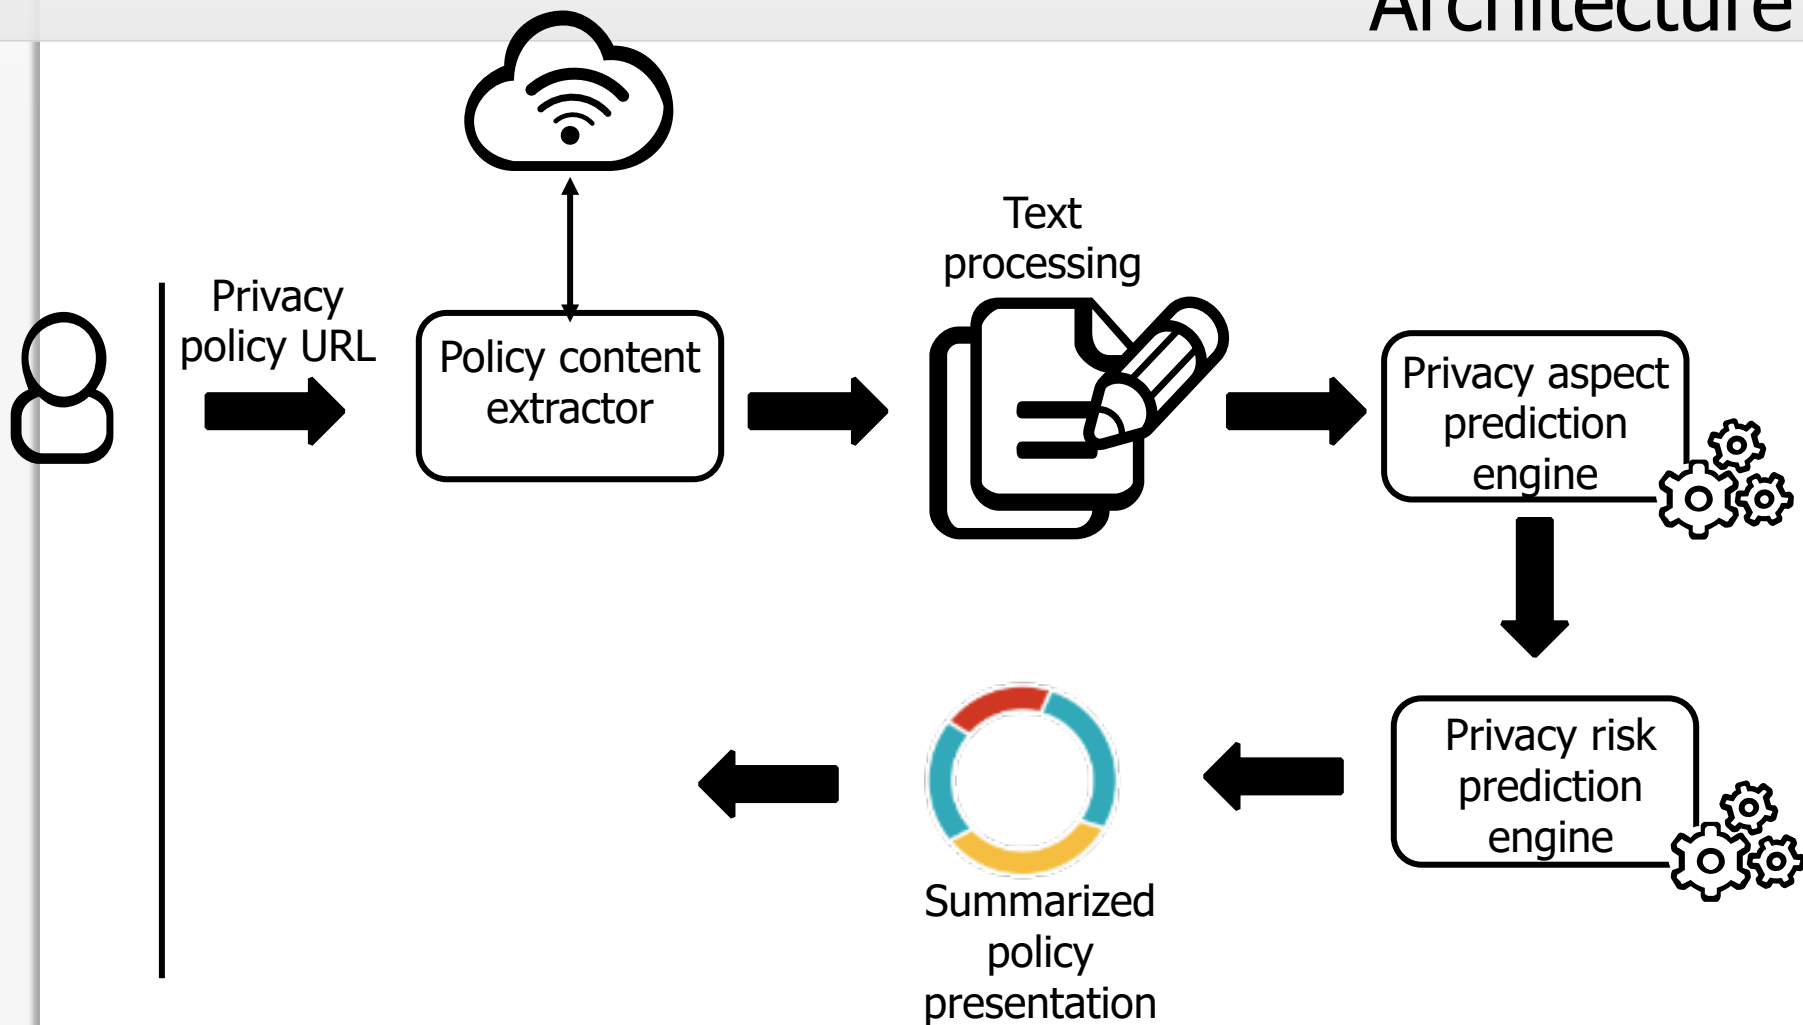 Architecture
Text
processing
Privacy
policy URL
Policy content
extractor
Privacy aspect
prediction
engine
Privacy risk
prediction
engine
Summarized
policy
presentation